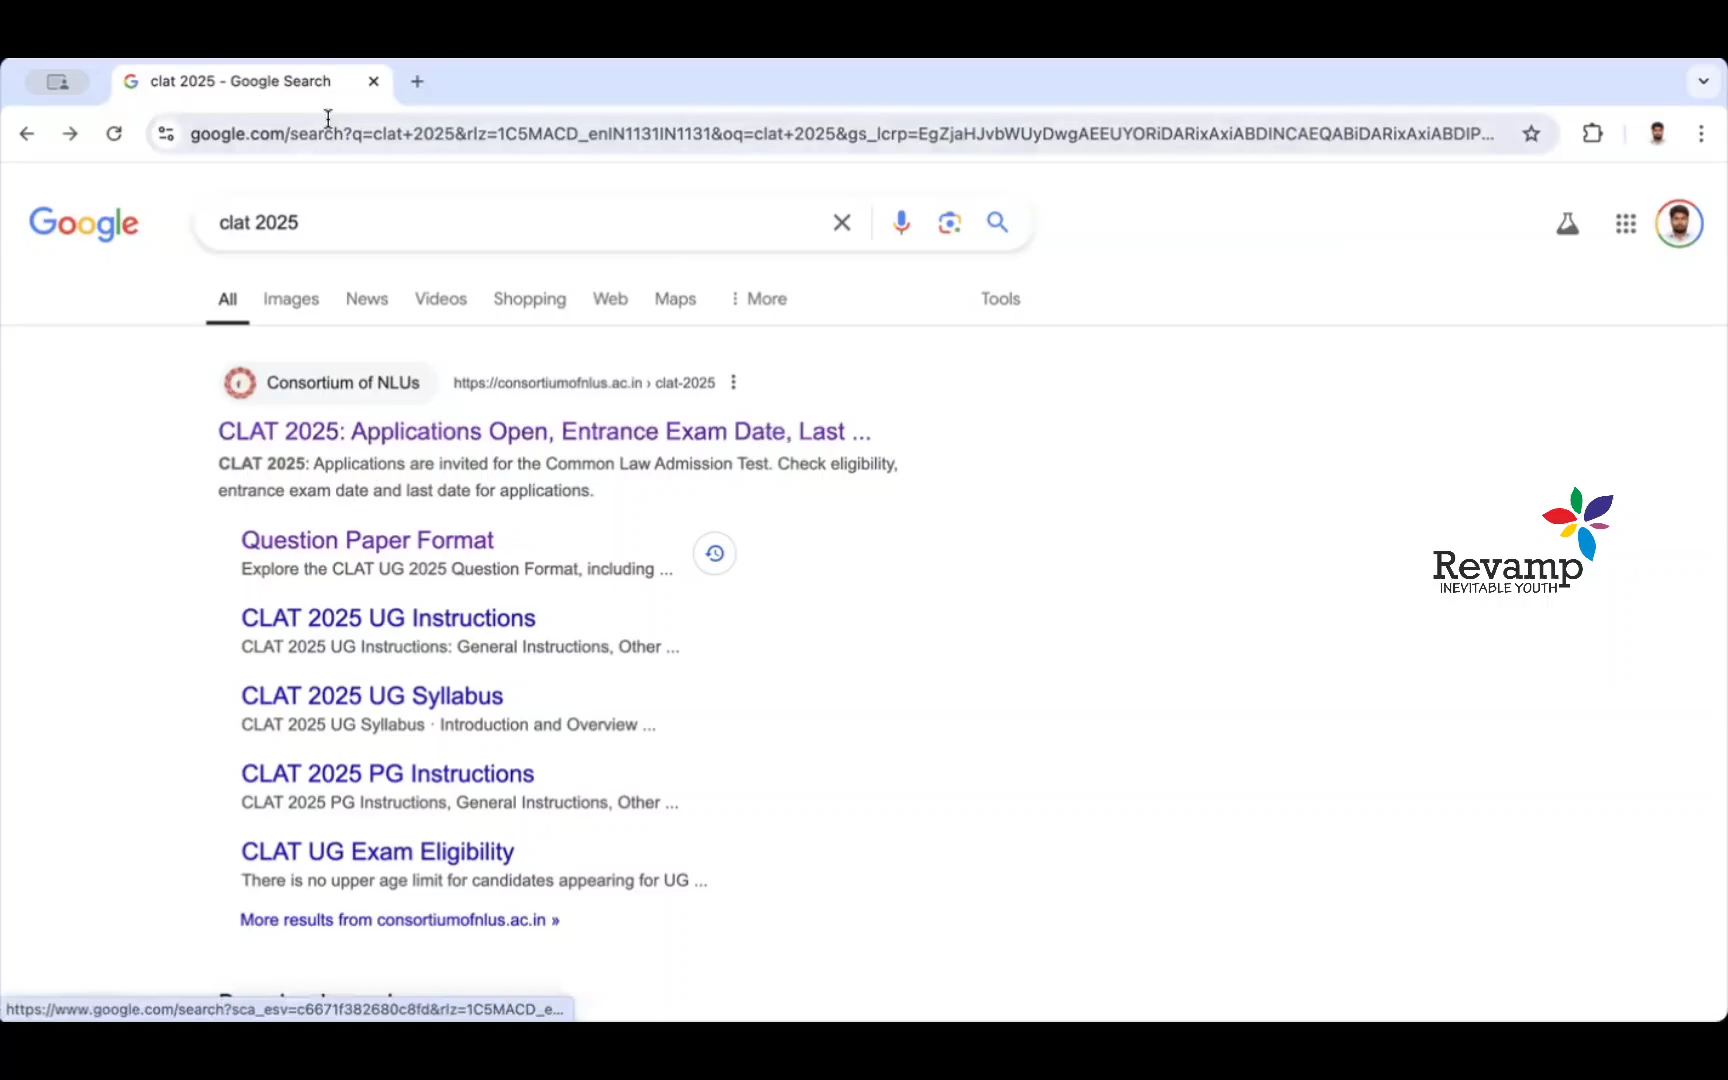 clat 2025 - Google Search
google.com/search?q=clat+2025&rlz=1C5MACD_enIN1131IN1131&oq=clat+2025&gs_lcrp=EgZjaHJvbWUyDwgAEEUYORiDARixAxiABDINCAEQABiDARixAxiABDIP...
Google
clat 2025
All Images News Videos Shopping Web Maps More Tools
Consortium of NLUs https://consortiumofnlus.ac.in › clat-2025
CLAT 2025: Applications Open, Entrance Exam Date, Last ...
CLAT 2025: Applications are invited for the Common Law Admission Test. Check eligibility,
entrance exam date and last date for applications.
Question Paper Format
Explore the CLAT UG 2025 Question Format, including ...
CLAT 2025 UG Instructions
CLAT 2025 UG Instructions: General Instructions, Other ...
CLAT 2025 UG Syllabus
CLAT 2025 UG Syllabus · Introduction and Overview ...
CLAT 2025 PG Instructions
CLAT 2025 PG Instructions, General Instructions, Other ...
CLAT UG Exam Eligibility
There is no upper age limit for candidates appearing for UG ...
More results from consortiumofnlus.ac.in »
Revamp
INEVITABLE YOUTH
https://www.google.com/search?sca_esv=c6671f382680c8fd&rlz=1C5MACD_e...